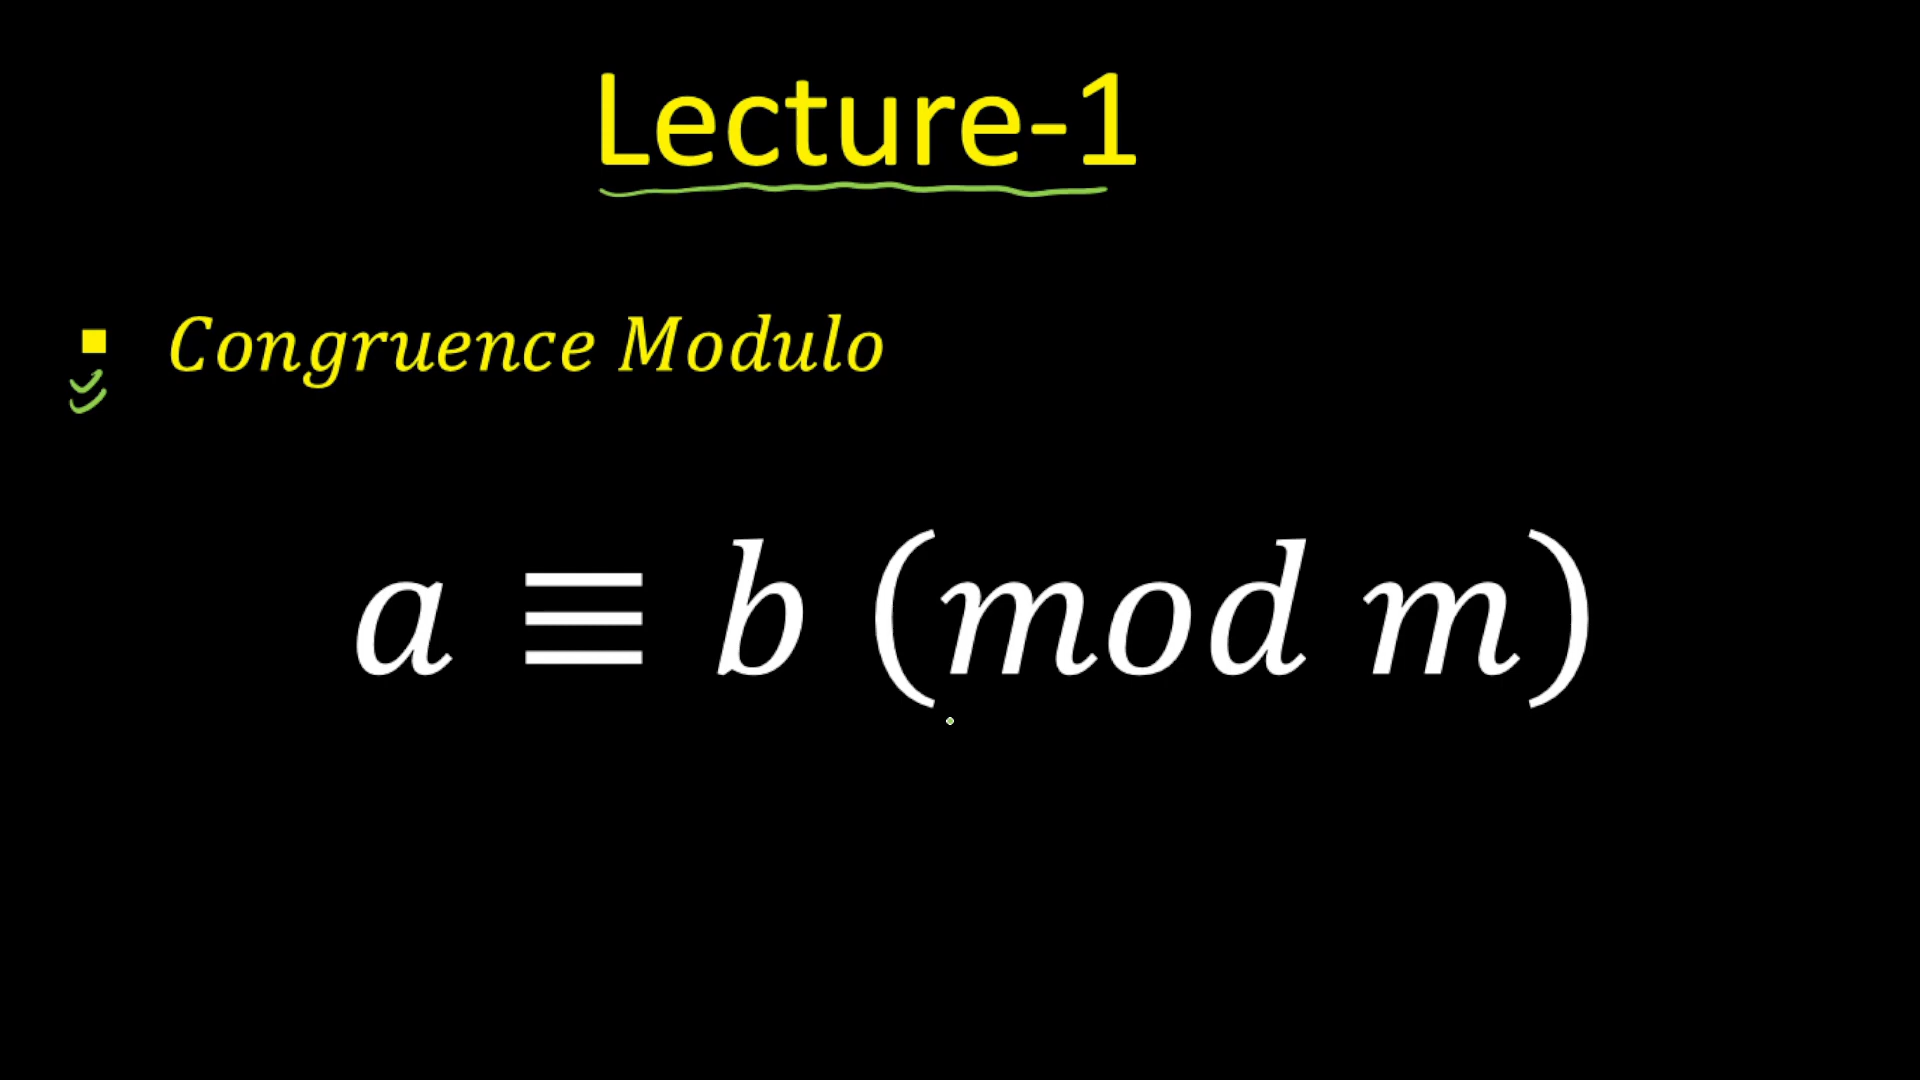 Lecture-1
▪ Congruence Modulo
a ≡ b (mod m)